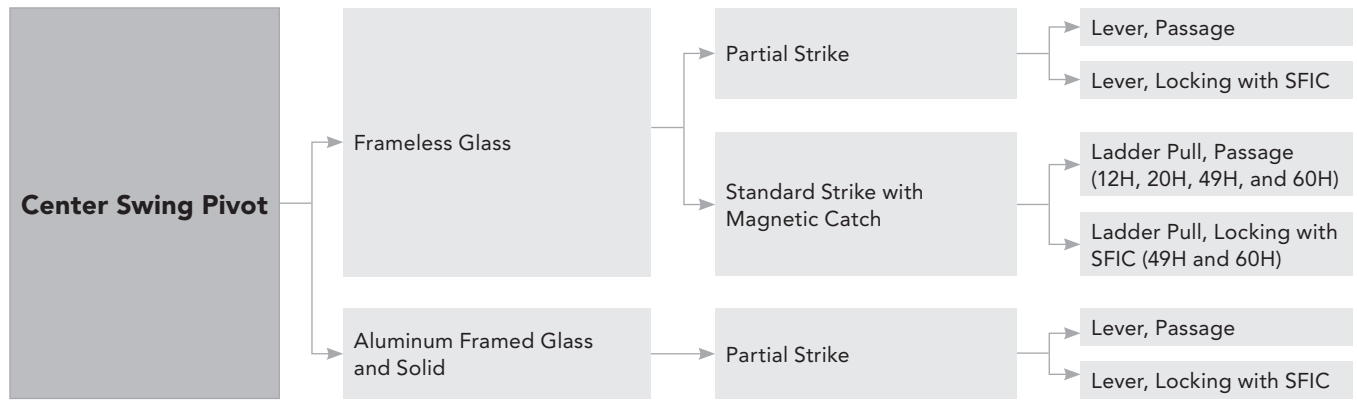 Center Swing Pivot
Frameless Glass
Partial Strike
Lever, Passage
Lever, Locking with SFIC
Standard Strike with
Magnetic Catch
Ladder Pull, Passage
(12H, 20H, 49H, and 60H)
Ladder Pull, Locking with
SFIC (49H and 60H)
Aluminum Framed Glass
and Solid
Partial Strike
Lever, Passage
Lever, Locking with SFIC